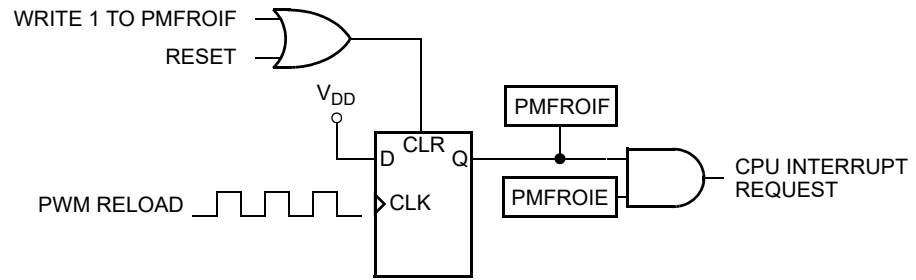 WRITE 1 TO PMFROIF
RESET
VDD
PMFROIF
CLR
D
Q
CPU INTERRUPT
REQUEST
PMFROIE
PWM RELOAD
CLK